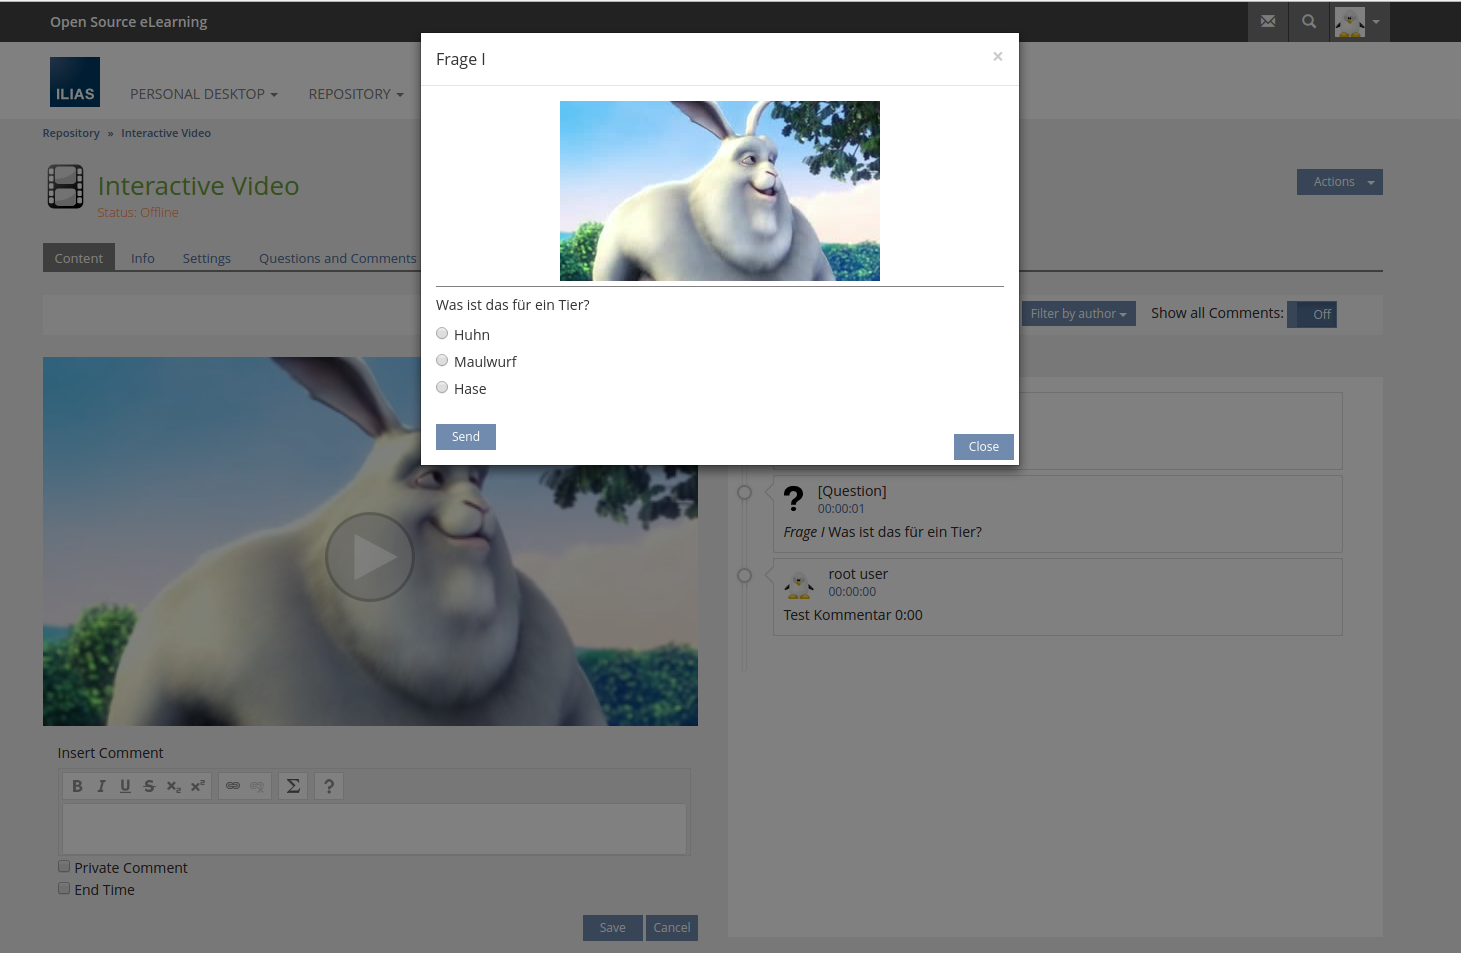 Open Source eLearning
ILIAS
PERSONAL DESKTOP
REPOSITORY
Repository » Interactive Video
Interactive Video
Status: Offline
Actions
Content
Info
Settings
Questions and Comments
Frage I
×
Was ist das für ein Tier?
Huhn
Maulwurf
Hase
Send
Close
Filter by author
Show all Comments:
Off
? [Question]
00:00:01
Frage I Was ist das für ein Tier?
root user
00:00:00
Test Kommentar 0:00
Insert Comment
B I U S x₂ x² Σ ?
Private Comment
End Time
Save
Cancel